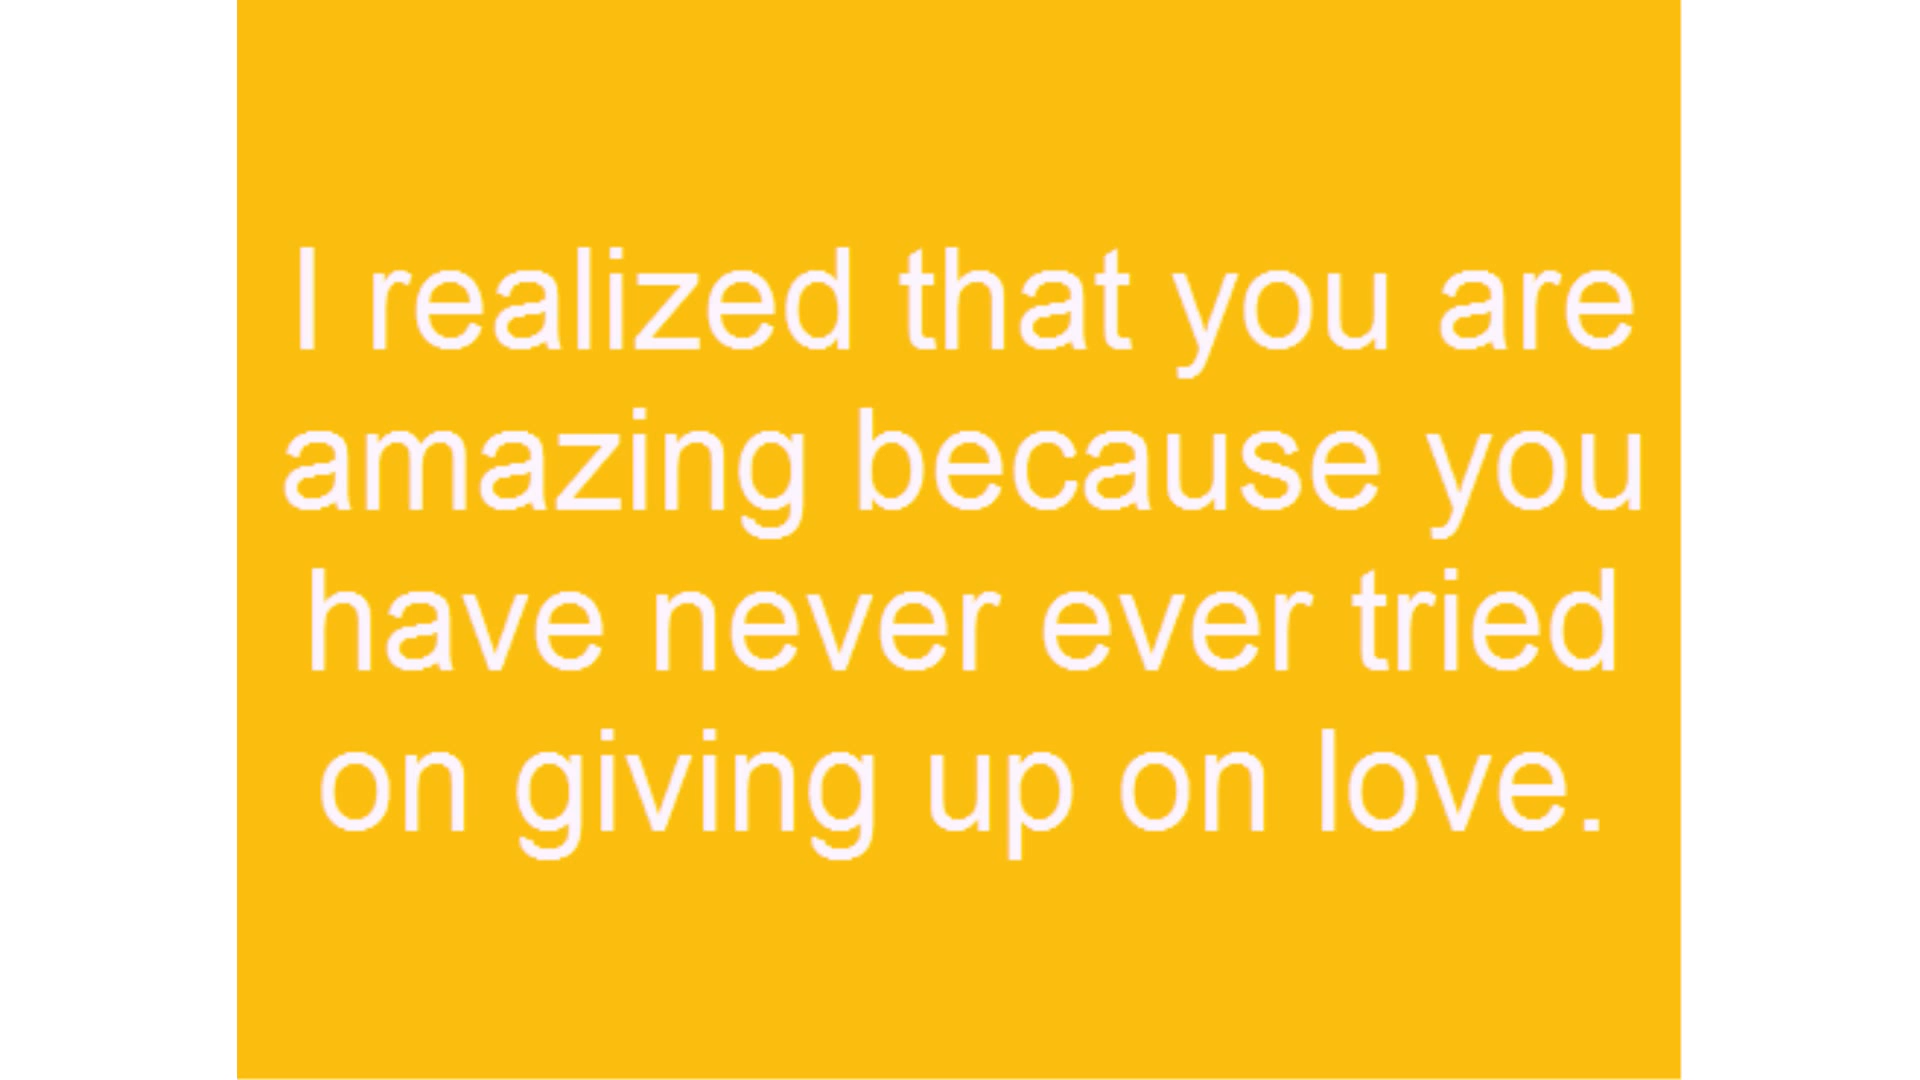 I realized that you are
amazing because you
have never ever tried
on giving up on love.